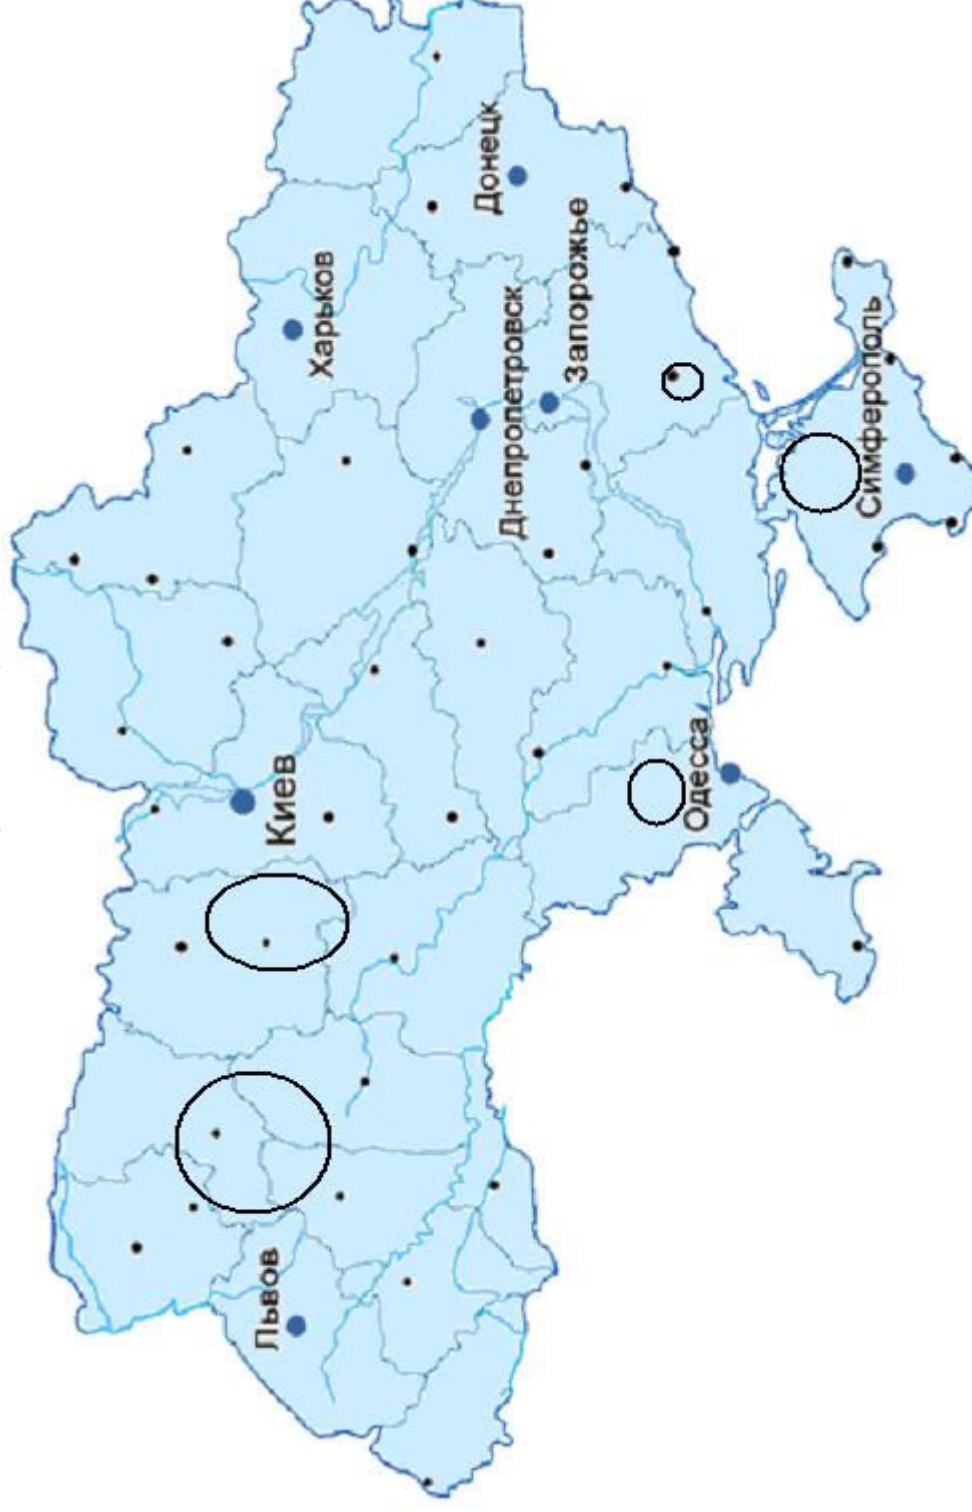 Львов
Киев
Харьков
Днепропетровск
Донецк
Запорожье
Одесса
Симферополь